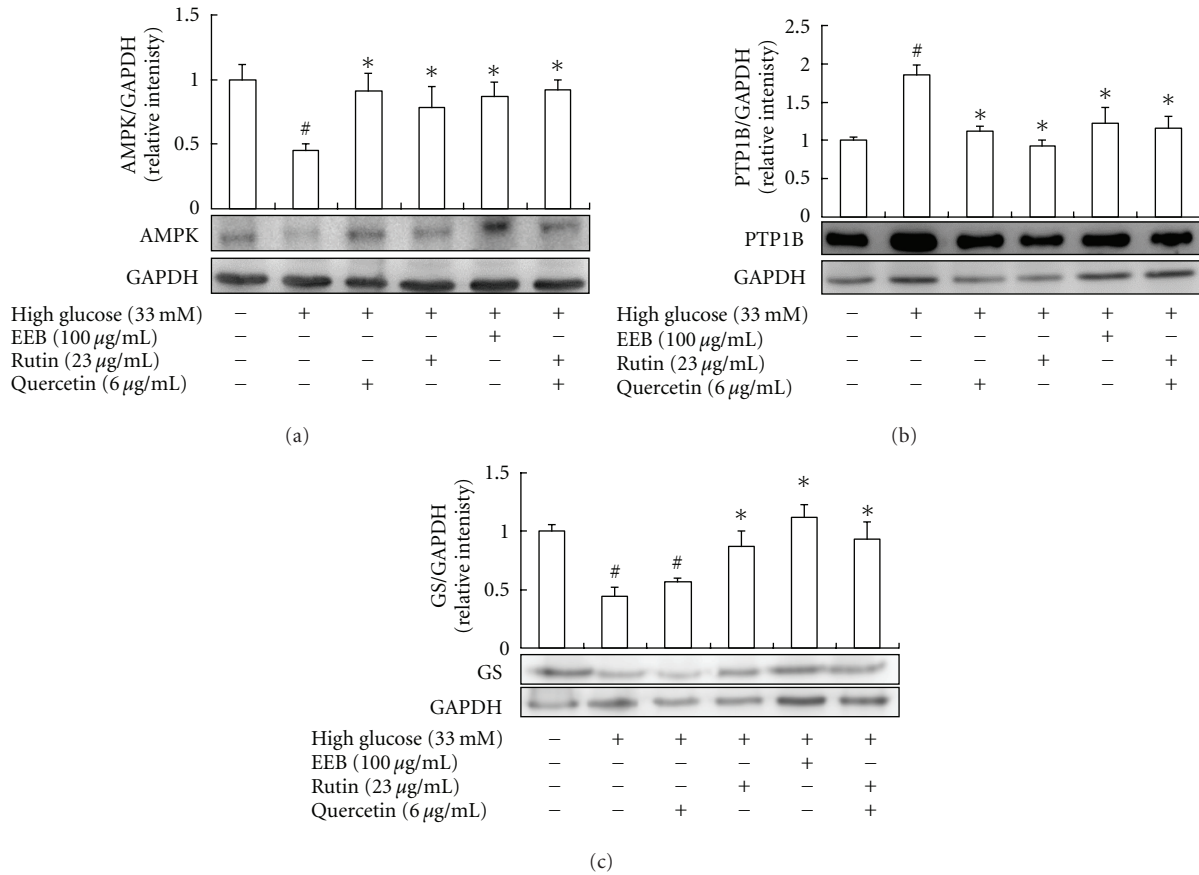 1.5
1
0.5
0
AMPK/GAPDH
(relative intenisty)
#
*
*
*
*
AMPK
GAPDH
High glucose (33 mM) − + + + + +
EEB (100 μg/mL) − − − − + −
Rutin (23 μg/mL) − − − + − +
Quercetin (6 μg/mL) − − + − − +
(a)
2.5
2
1.5
1
0.5
0
PTP1B/GAPDH
(relative intenisty)
#
*
*
*
*
PTP1B
GAPDH
High glucose (33 mM) − + + + + +
EEB (100 μg/mL) − − − − + −
Rutin (23 μg/mL) − − − + − +
Quercetin (6 μg/mL) − − + − − +
(b)
1.5
1
0.5
0
GS/GAPDH
(relative intenisty)
#
#
*
*
*
GS
GAPDH
High glucose (33 mM) − + + + + +
EEB (100 μg/mL) − − − − + −
Rutin (23 μg/mL) − − − + − +
Quercetin (6 μg/mL) − − + − − +
(c)